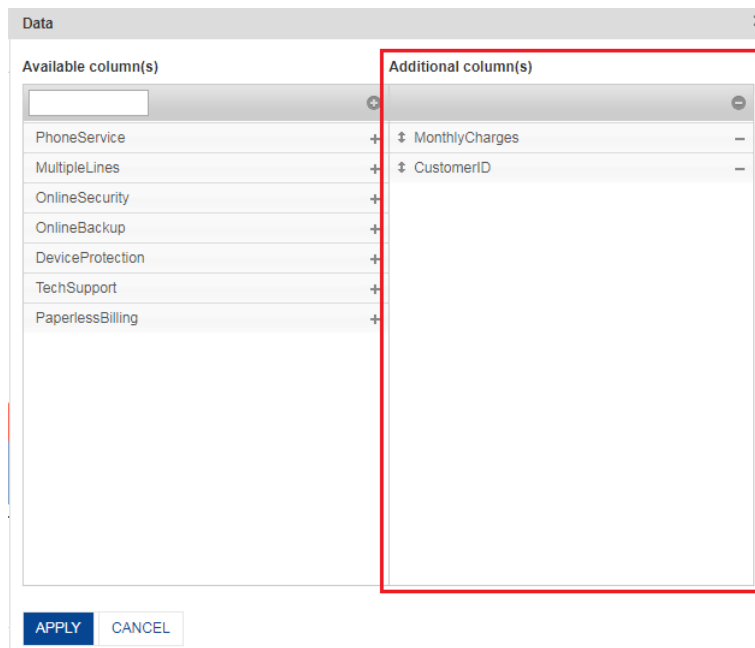 Data
Available column(s)
Additional column(s)
PhoneService
MultipleLines
OnlineSecurity
OnlineBackup
DeviceProtection
TechSupport
PaperlessBilling
MonthlyCharges
CustomerID
APPLY
CANCEL